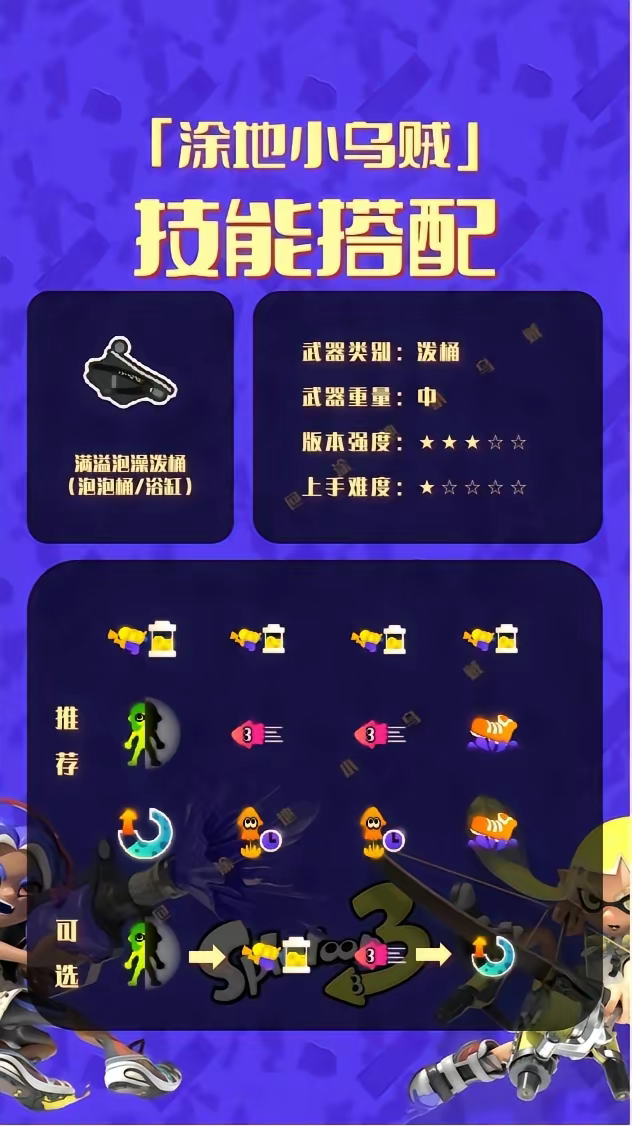 「涂地小乌贼」
技能搭配
满溢泡澡泼桶
（泡泡桶/浴缸）
武器类别：泼桶
武器重量：中
版本强度：★★★☆☆
上手难度：★☆☆☆☆
推荐
可选
Splatoon 3